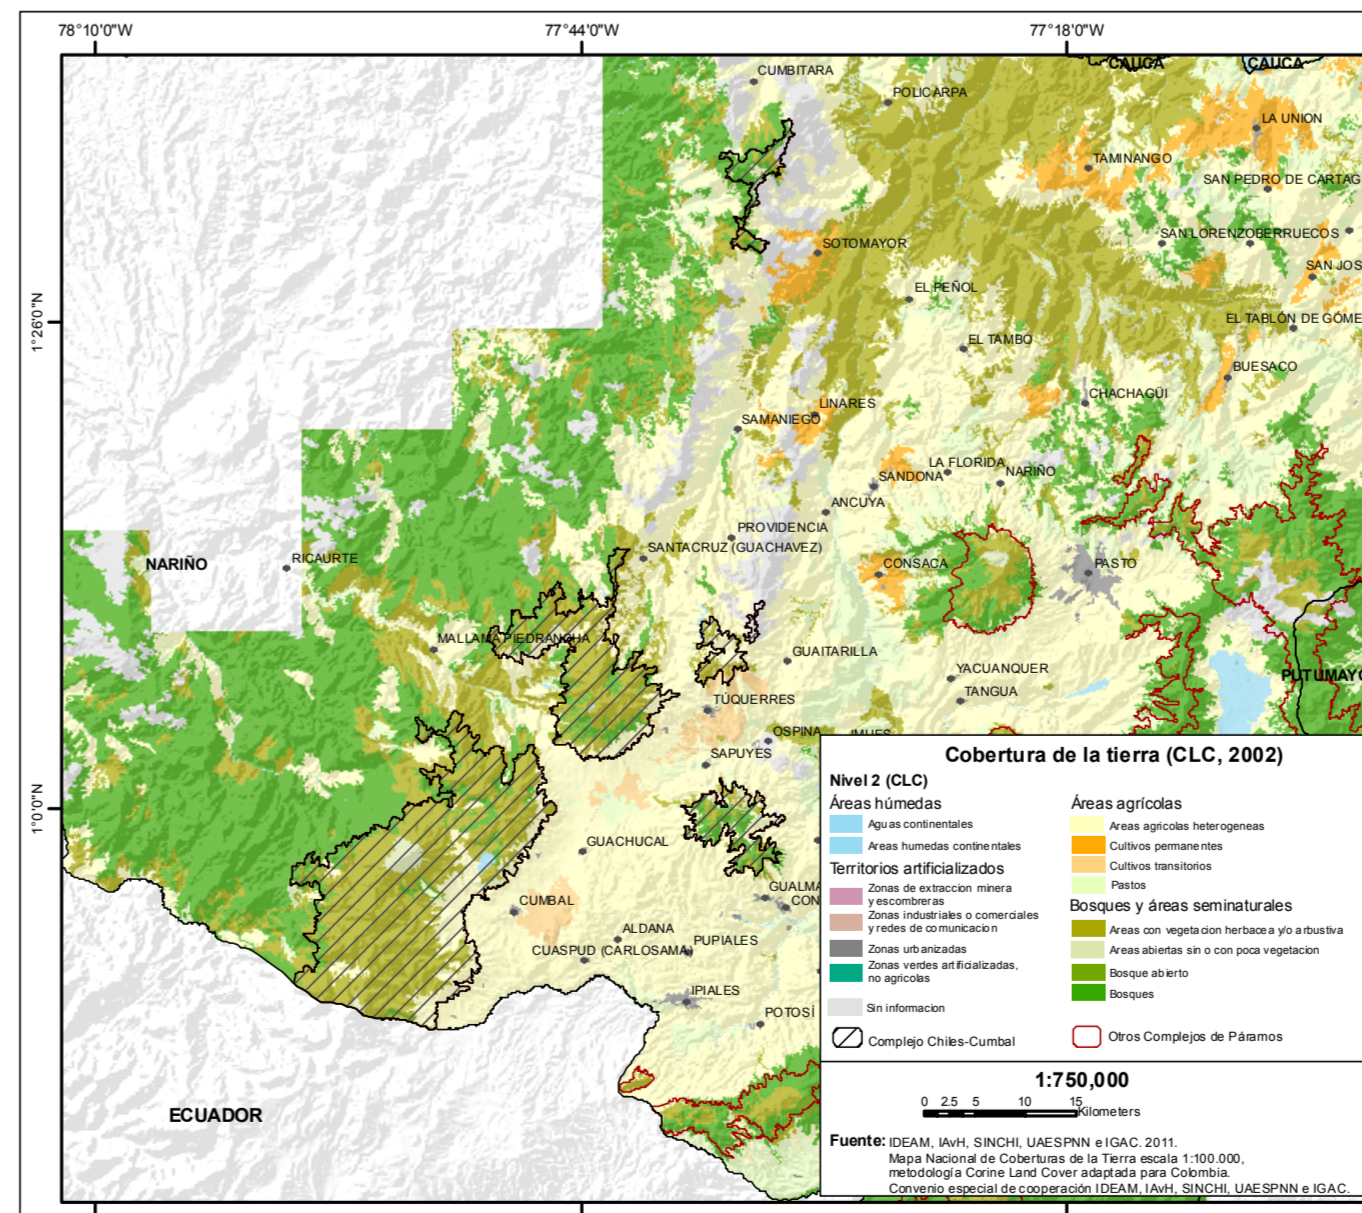 78°10'0"W
77°44'0"W
77°18'0"W
CAUCA
CAUCA
CUMBITARA
POLICARPA
LA UNION
TAMINANGO
SAN PEDRO DE CARTAG
SAN LORENZO
BERRUECOS
SOTOMAYOR
SAN JOS
EL PEÑOL
1°26'0"N
EL TABLÓN DE GÓME
EL TAMBO
BUESACO
CHACHAGÜI
LINARES
SAMANIEGO
LA FLORIDA
SANDONA
NARIÑO
ANCUYA
PROVIDENCIA
SANTACRUZ (GUACHAVEZ)
NARIÑO
RICAURTE
CONSACA
PASTO
MALLAMA PIEDRANCHA
GUAITARILLA
YACUANQUER
PUTUMAYO
TANGUA
TÚQUERRES
OSPINA
IMUES
SAPUYES
1°0'0"N
GUACHUCAL
GUALMA
CON
CUMBAL
ALDANA
PUPIALES
CUASPUD (CARLOSAMA)
IPIALES
POTOSÍ
ECUADOR
Cobertura de la tierra (CLC, 2002)
Nivel 2 (CLC)
Áreas húmedas
Aguas continentales
Areas humedas continentales
Territorios artificializados
Zonas de extraccion minera
y escombreras
Zonas industriales o comerciales
y redes de comunicacion
Zonas urbanizadas
Zonas verdes artificializadas,
no agricolas
Sin informacion
Complejo Chiles-Cumbal
Áreas agrícolas
Areas agricolas heterogeneas
Cultivos permanentes
Cultivos transitorios
Pastos
Bosques y áreas seminaturales
Areas con vegetacion herbacea y/o arbustiva
Areas abiertas sin o con poca vegetacion
Bosque abierto
Bosques
Otros Complejos de Páramos
1:750,000
0 2.5 5 10 15
Kilometers
Fuente: IDEAM, IAvH, SINCHI, UAESPNN e IGAC. 2011.
Mapa Nacional de Coberturas de la Tierra escala 1:100.000,
metodología Corine Land Cover adaptada para Colombia.
Convenio especial de cooperación IDEAM, IAvH, SINCHI, UAESPNN e IGAC.